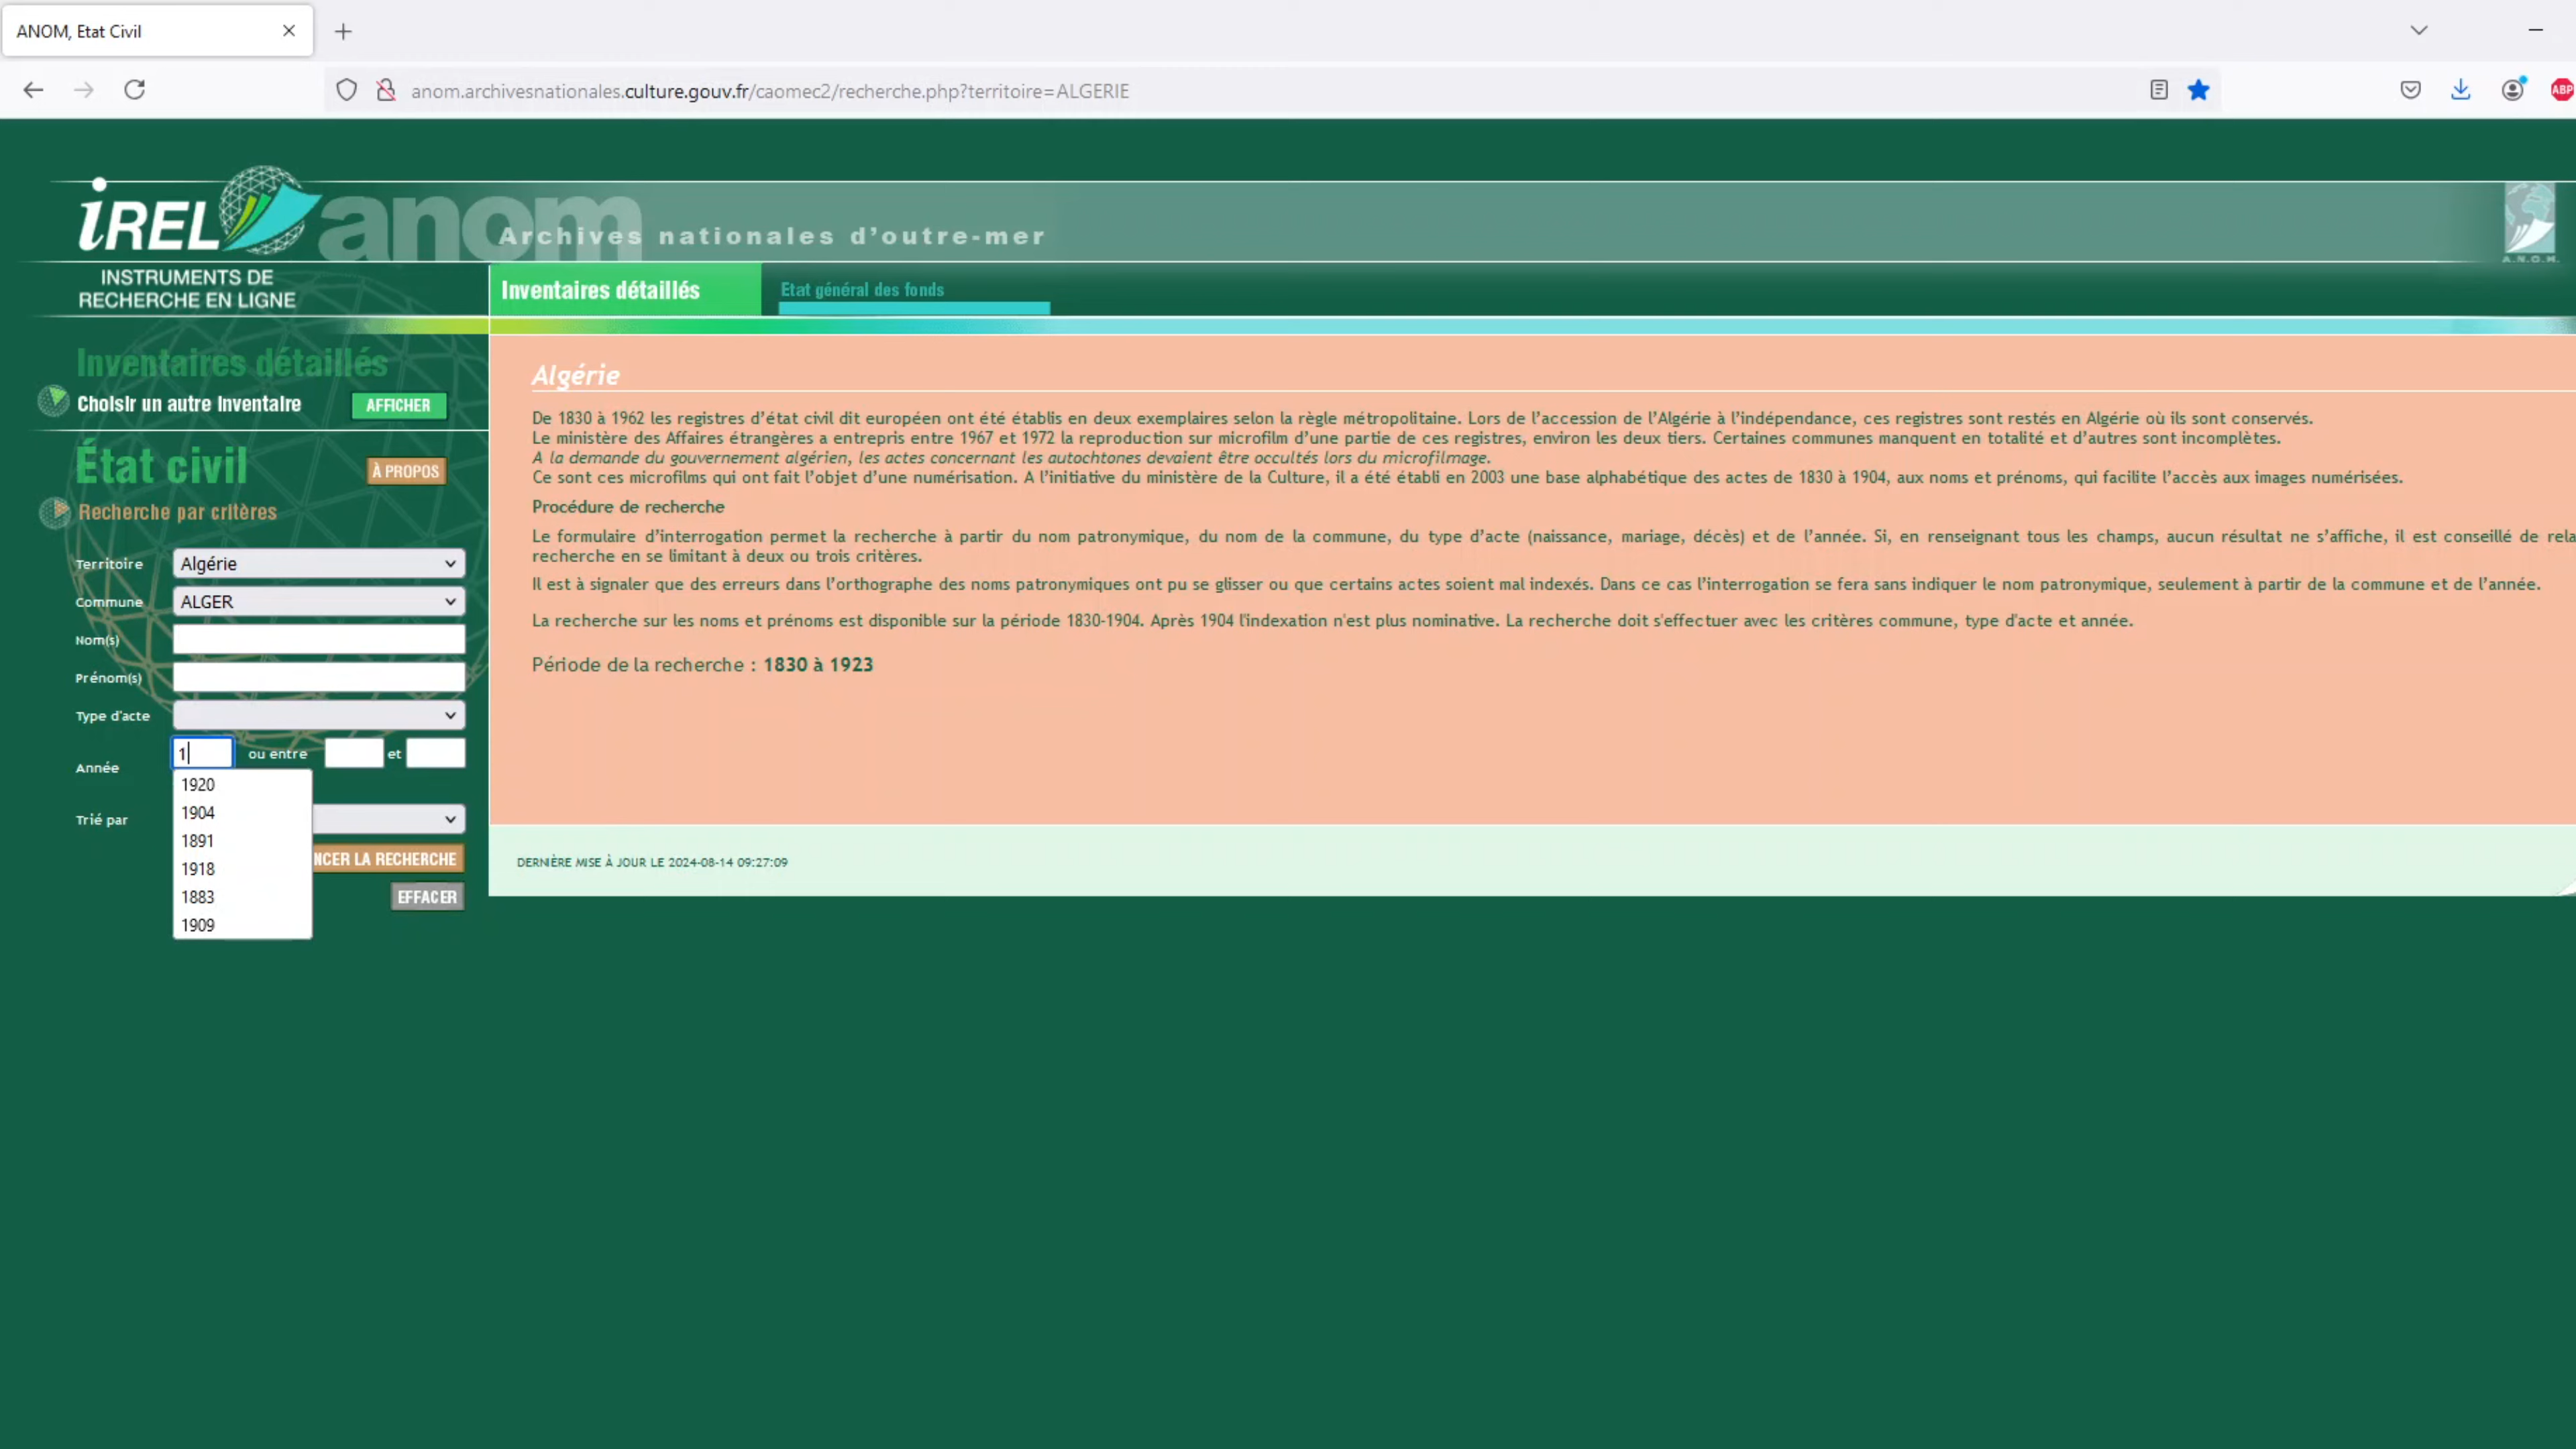 ANOM, Etat Civil
anom.archivesnationales.culture.gouv.fr/caomec2/recherche.php?territoire=ALGERIE
ABP
iREL
anom
Archives nationales d'outre-mer
A.N.O.M.
INSTRUMENTS DE
RECHERCHE EN LIGNE
Inventaires détaillés
Etat général des fonds
Inventaires détaillés
Choisir un autre inventaire
AFFICHER
État civil
À PROPOS
Recherche par critères
Territoire
Algérie
Commune
ALGER
Nom(s)
Prénom(s)
Type d'acte
Année
1
ou entre
et
1920
1904
1891
1918
1883
1909
Trié par
NCER LA RECHERCHE
EFFACER
Algérie
De 1830 à 1962 les registres d'état civil dit européen ont été établis en deux exemplaires selon la règle métropolitaine. Lors de l'accession de l'Algérie à l'indépendance, ces registres sont restés en Algérie où ils sont conservés.
Le ministère des Affaires étrangères a entrepris entre 1967 et 1972 la reproduction sur microfilm d'une partie de ces registres, environ les deux tiers. Certaines communes manquent en totalité et d'autres sont incomplètes.
A la demande du gouvernement algérien, les actes concernant les autochtones devaient être occultés lors du microfilmage.
Ce sont ces microfilms qui ont fait l'objet d'une numérisation. A l'initiative du ministère de la Culture, il a été établi en 2003 une base alphabétique des actes de 1830 à 1904, aux noms et prénoms, qui facilite l'accès aux images numérisées.
Procédure de recherche
Le formulaire d'interrogation permet la recherche à partir du nom patronymique, du nom de la commune, du type d'acte (naissance, mariage, décès) et de l'année. Si, en renseignant tous les champs, aucun résultat ne s'affiche, il est conseillé de rela
recherche en se limitant à deux ou trois critères.
Il est à signaler que des erreurs dans l'orthographe des noms patronymiques ont pu se glisser ou que certains actes soient mal indexés. Dans ce cas l'interrogation se fera sans indiquer le nom patronymique, seulement à partir de la commune et de l'année.
La recherche sur les noms et prénoms est disponible sur la période 1830-1904. Après 1904 l'indexation n'est plus nominative. La recherche doit s'effectuer avec les critères commune, type d'acte et année.
Période de la recherche : 1830 à 1923
DERNIÈRE MISE À JOUR LE 2024-08-14 09:27:09